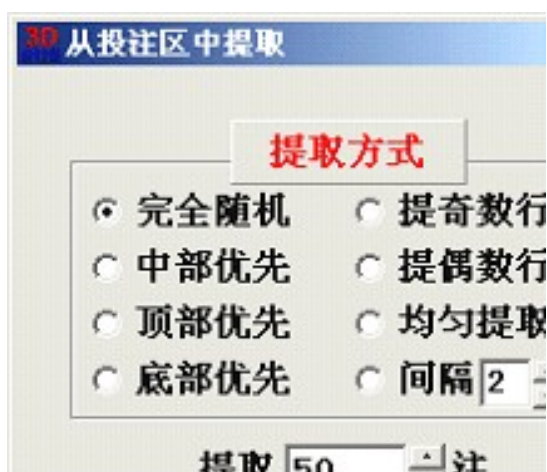 3D 从投注区中提取
提取方式
完全随机 提奇数行
中部优先 提偶数行
顶部优先 均匀提取
底部优先 间隔 2
提取 50 注